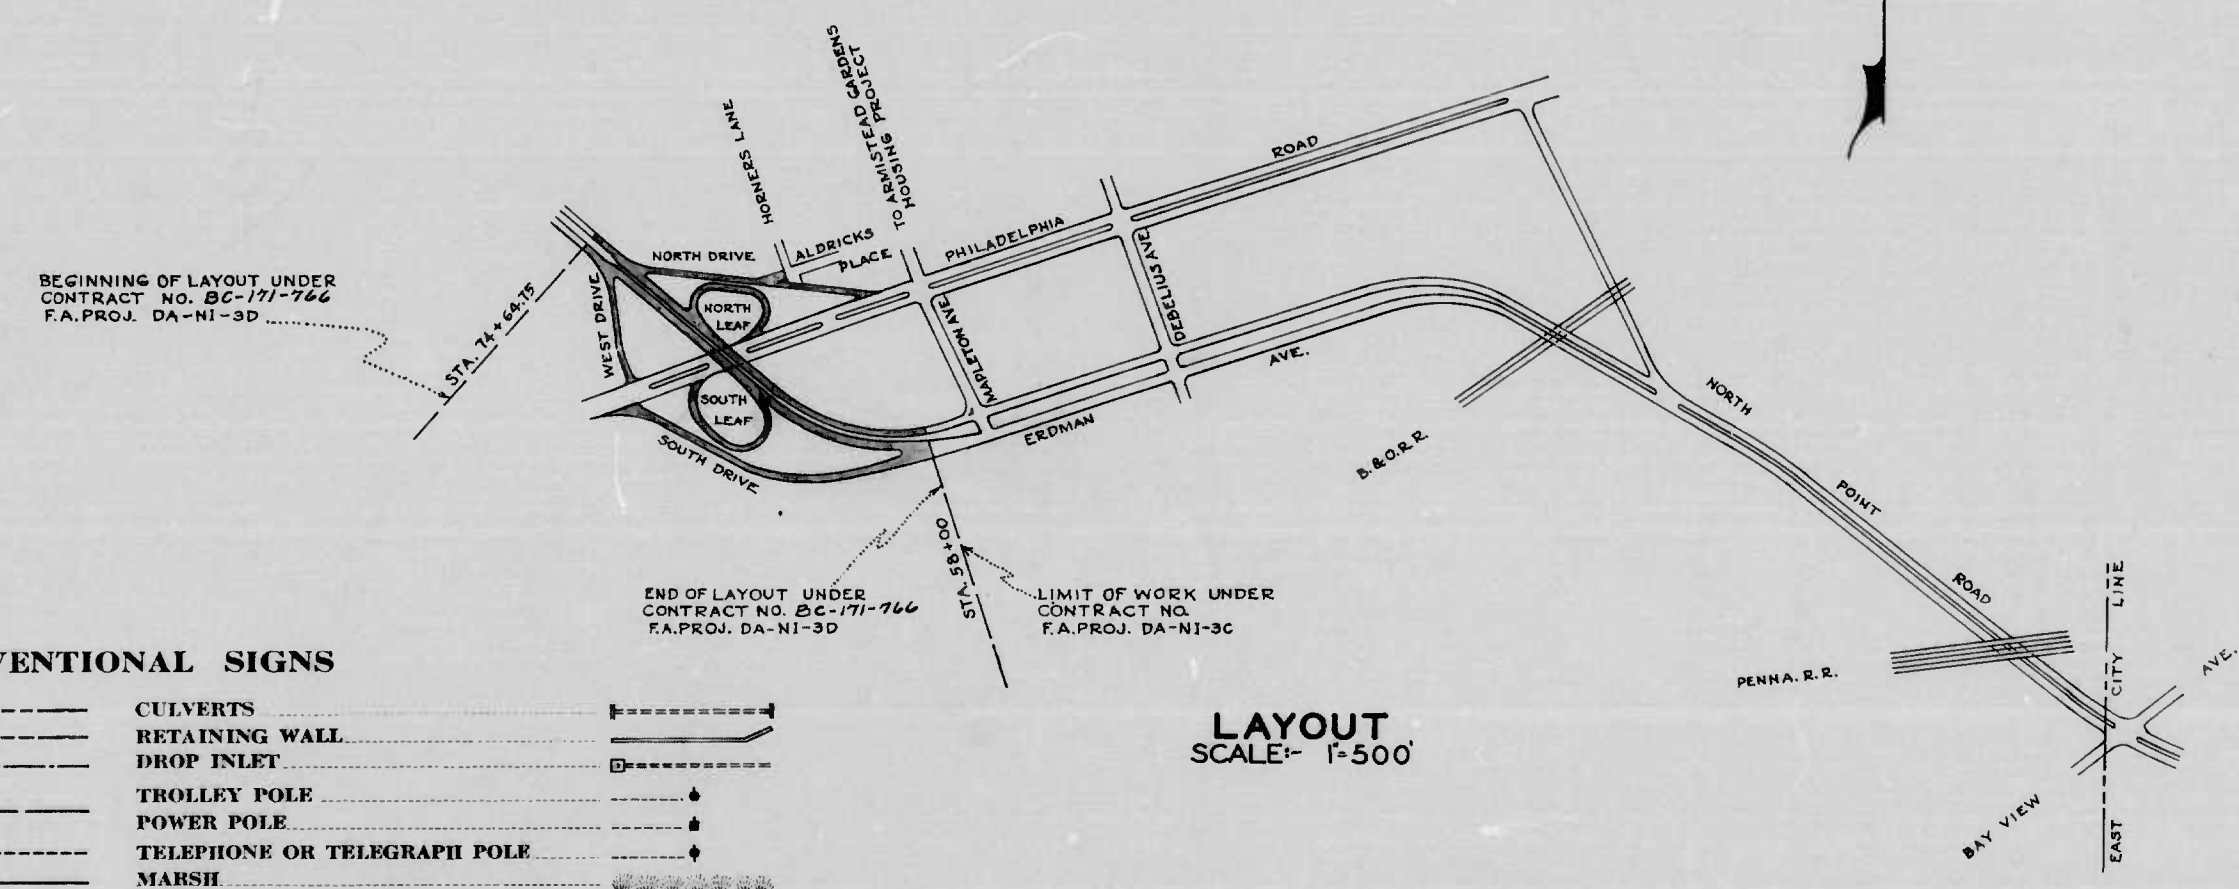 TO ARMISTEAD GARDENS
HOUSING PROJECT
HORNERS LANE
ROAD
ALDRICKS
PLACE
PHILADELPHIA
NORTH DRIVE
BEGINNING OF LAYOUT UNDER
CONTRACT NO. BC-171-766
F.A.PROJ. DA-NI-3D
STA. 74+64.75
WEST DRIVE
NORTH
LEAF
SOUTH
LEAF
SOUTH DRIVE
MAPLETON AVE.
DEBELIUS AVE.
ERDMAN
AVE.
B.&O.R.R.
NORTH
POINT
ROAD
END OF LAYOUT UNDER
CONTRACT NO. BC-171-766
F.A.PROJ. DA-NI-3D
STA. 58+00
LIMIT OF WORK UNDER
CONTRACT NO.
F.A.PROJ. DA-NI-3C
PENNA. R.R.
EAST CITY LINE
BAY VIEW
AVE.
LAYOUT
SCALE:- 1"=500'
VENTIONAL SIGNS
CULVERTS
RETAINING WALL
DROP INLET
TROLLEY POLE
POWER POLE
TELEPHONE OR TELEGRAPH POLE
MARSH